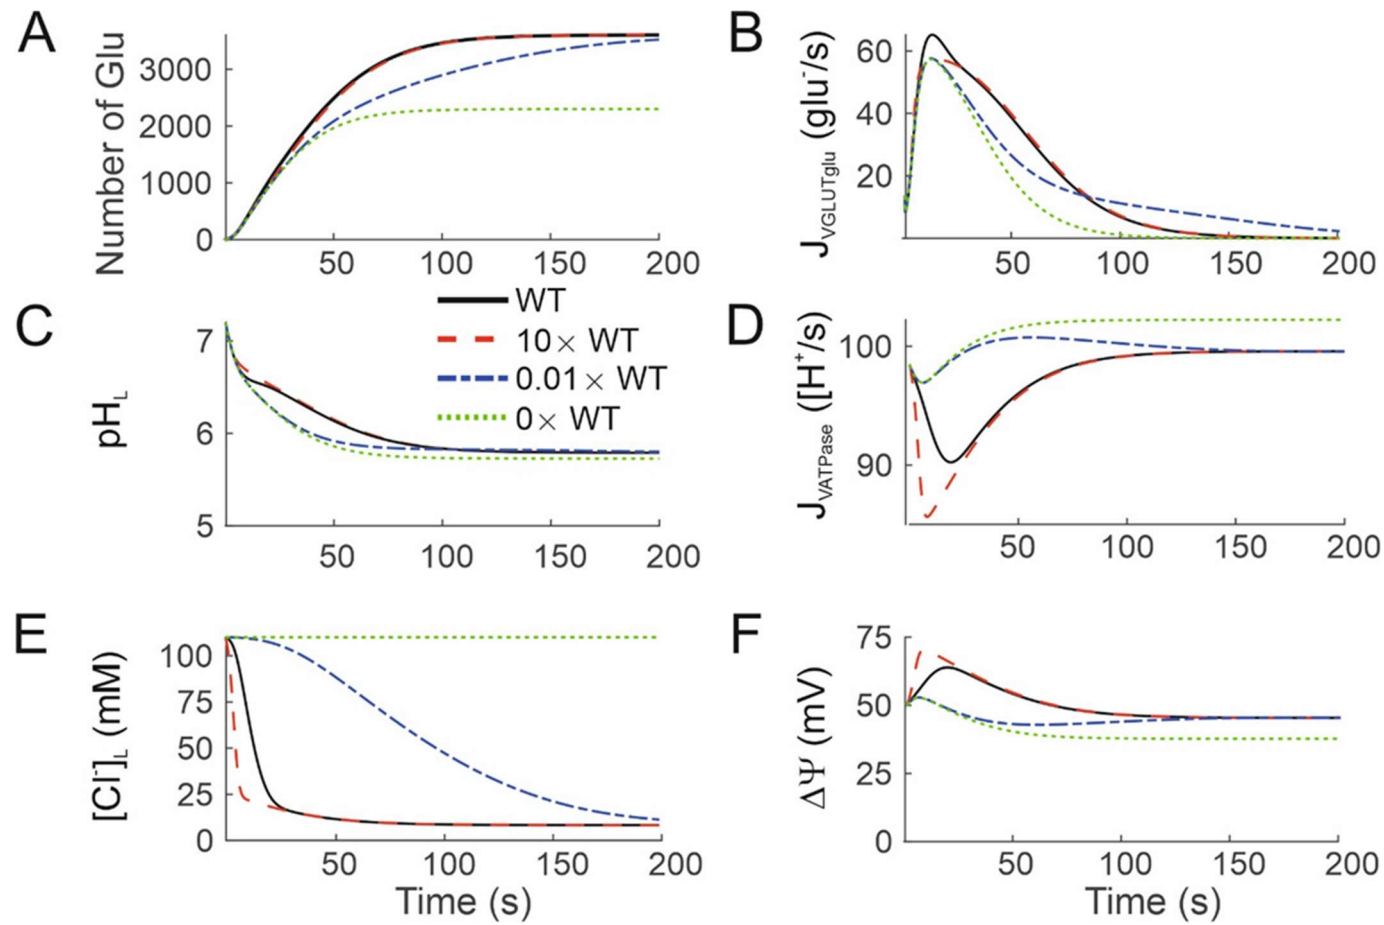 A
Number of Glu
3000
2000
1000
0
50
100
150
200
B
J_VGLUTglu (glu⁻/s)
60
40
20
50
100
150
200
C
pH_L
7
6
5
50
100
150
200
WT
10× WT
0.01× WT
0× WT
D
J_VATPase ([H⁺/s)
100
90
50
100
150
200
E
[Cl⁻]_L (mM)
100
75
50
25
0
50
100
150
200
Time (s)
F
ΔΨ (mV)
75
50
25
0
50
100
150
200
Time (s)